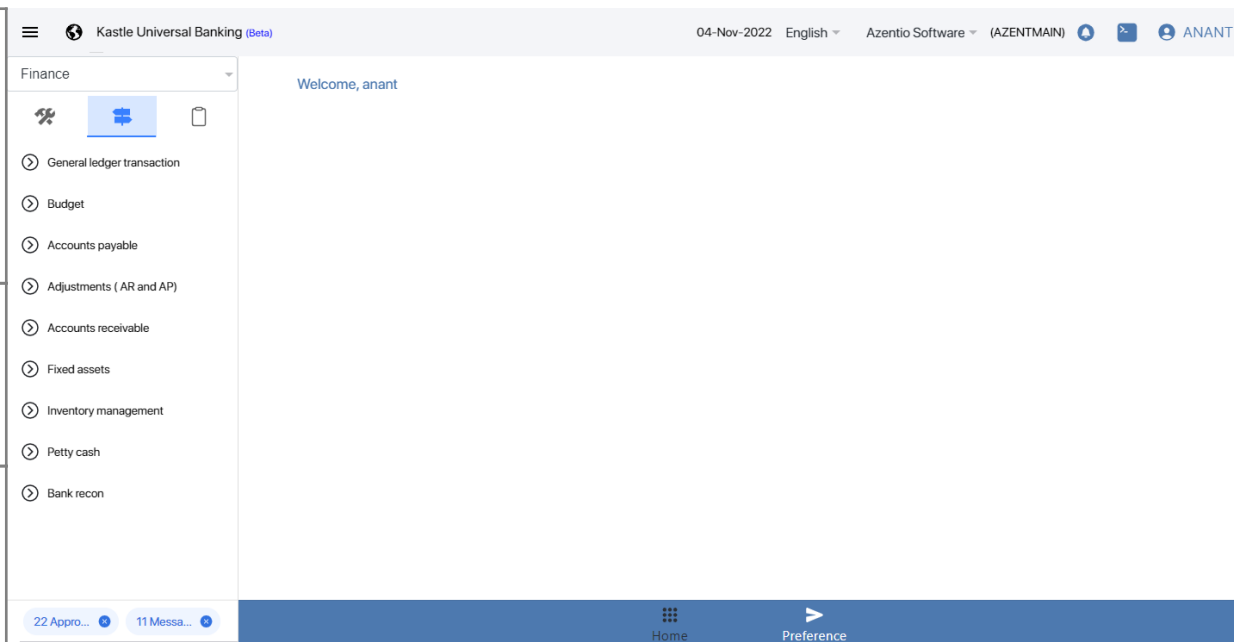 Kastle Universal Banking (Beta)
04-Nov-2022 English Azentio Software (AZENTMAIN) ANANT
Finance
Welcome, anant
General ledger transaction
Budget
Accounts payable
Adjustments ( AR and AP)
Accounts receivable
Fixed assets
Inventory management
Petty cash
Bank recon
22 Appro... 11 Messa...
Home Preference